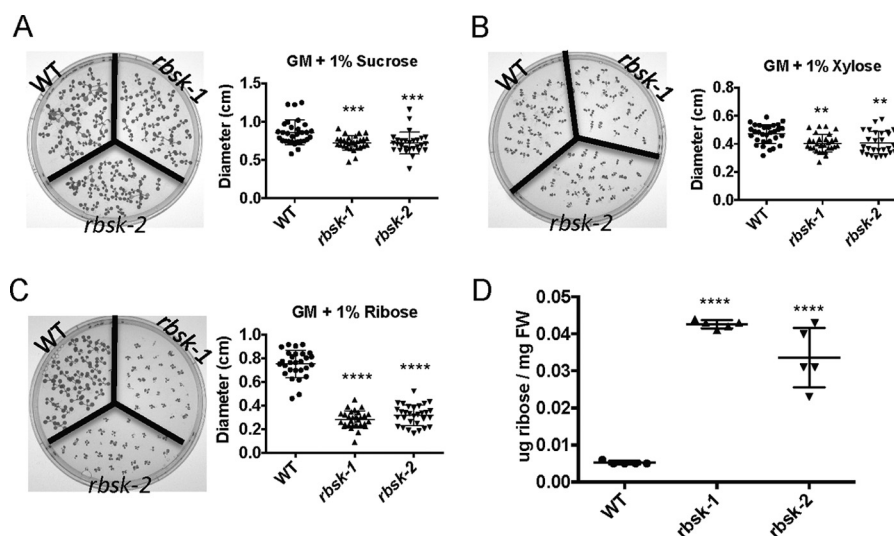 A
WT
rbsk-1
rbsk-2
GM + 1% Sucrose
Diameter (cm)
1.5
1.0
0.5
0.0
***
***
WT
rbsk-1
rbsk-2
B
WT
rbsk-1
rbsk-2
GM + 1% Xylose
Diameter (cm)
0.8
0.6
0.4
0.2
0.0
**
**
WT
rbsk-1
rbsk-2
C
WT
rbsk-1
rbsk-2
GM + 1% Ribose
Diameter (cm)
1.0
0.8
0.6
0.4
0.2
0.0
****
****
WT
rbsk-1
rbsk-2
D
ug ribose / mg FW
0.05
0.04
0.03
0.02
0.01
0.00
****
****
WT
rbsk-1
rbsk-2